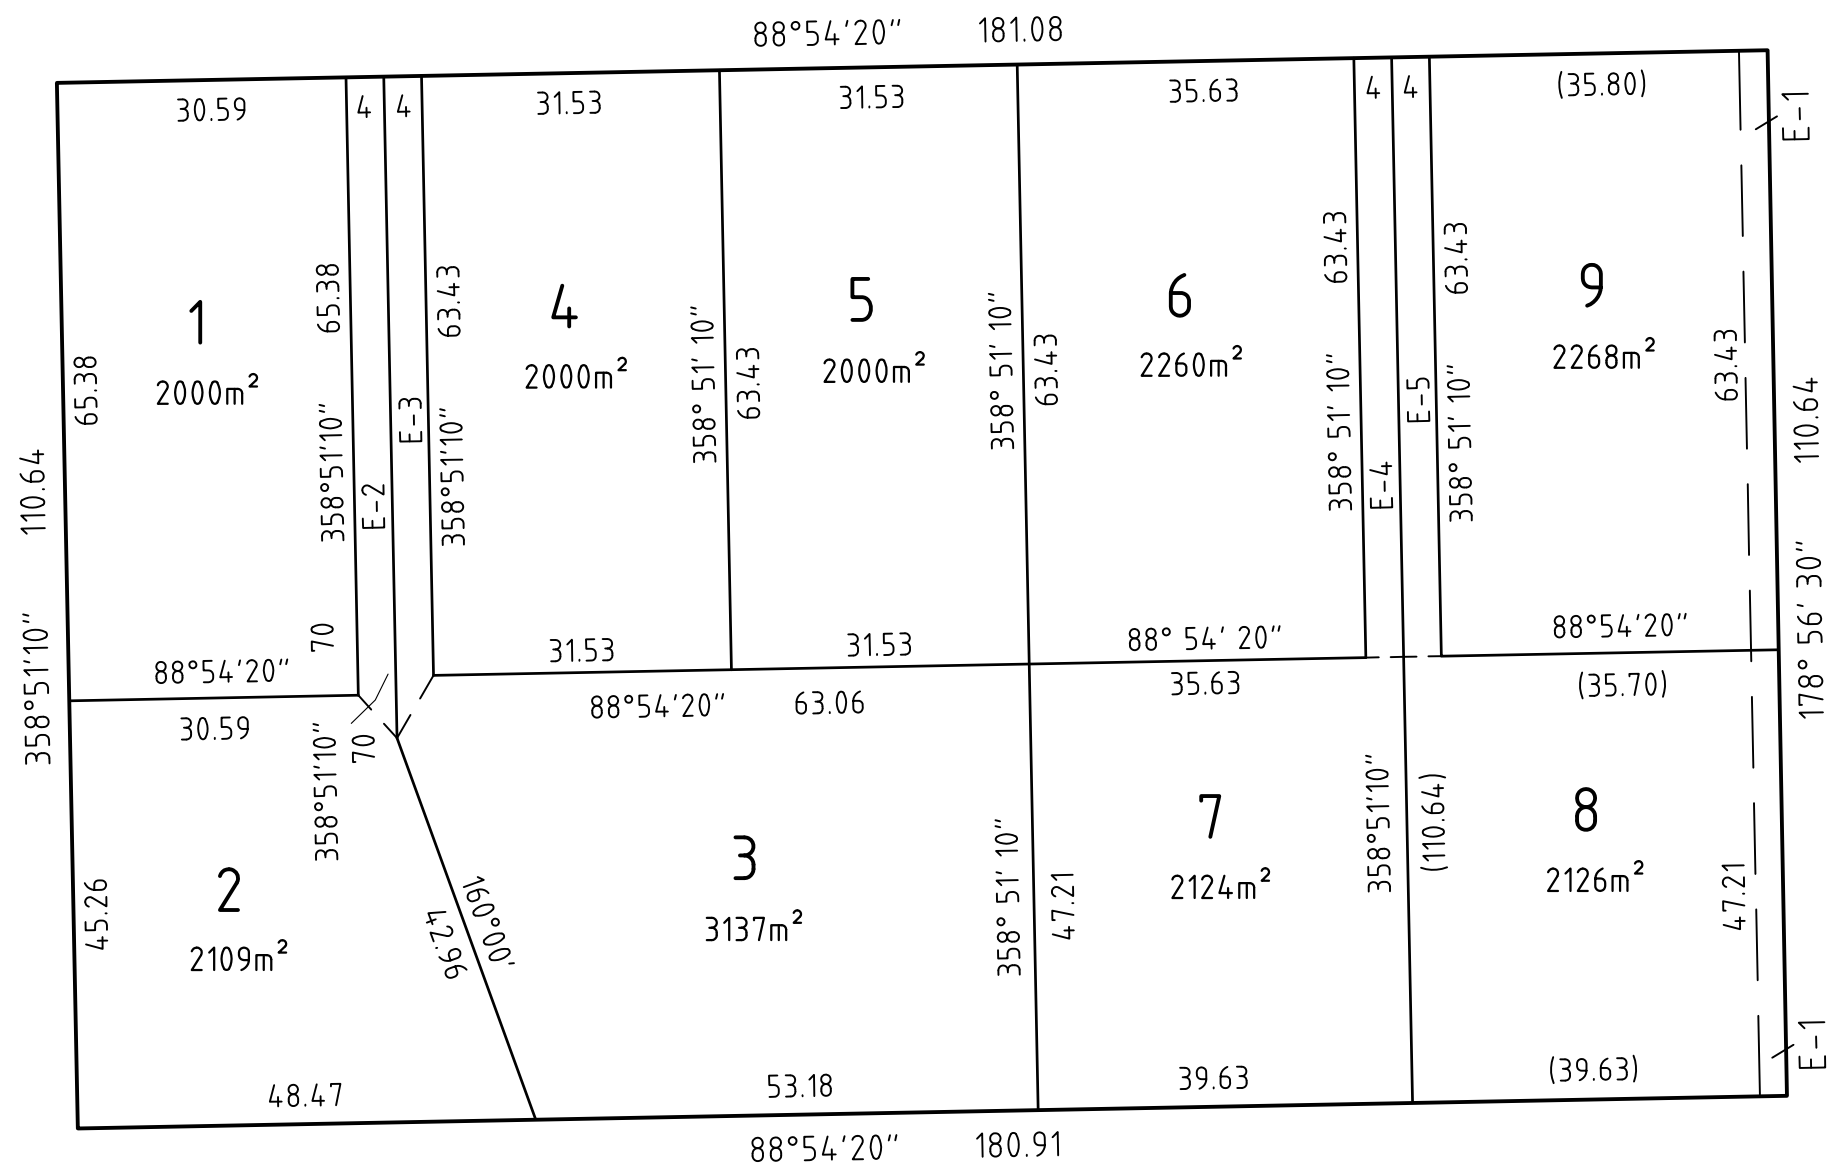 88°54'20" 181.08
30.59
4 4
31.53
31.53
35.63
4 4
(35.80)
E-1
65.38
65.38
358°51'10"
E-2
E-3
63.43
358°51'10"
1
2000m²
4
2000m²
358° 51' 10"
63.43
5
2000m²
358° 51' 10"
63.43
6
2260m²
63.43
358° 51' 10"
E-4
E-5
63.43
358° 51' 10"
9
2268m²
63.43
110.64
358°51'10"
110.64
178° 56' 30"
70
88°54'20"
30.59
31.53
31.53
88° 54' 20"
88°54'20"
88°54'20" 63.06
35.63
(35.70)
358°51'10"
70
45.26
2
2109m²
160°00'
42.96
3
3137m²
358° 51' 10"
47.21
7
2124m²
358°51'10"
(110.64)
8
2126m²
47.21
E-1
48.47
53.18
39.63
(39.63)
88°54'20" 180.91